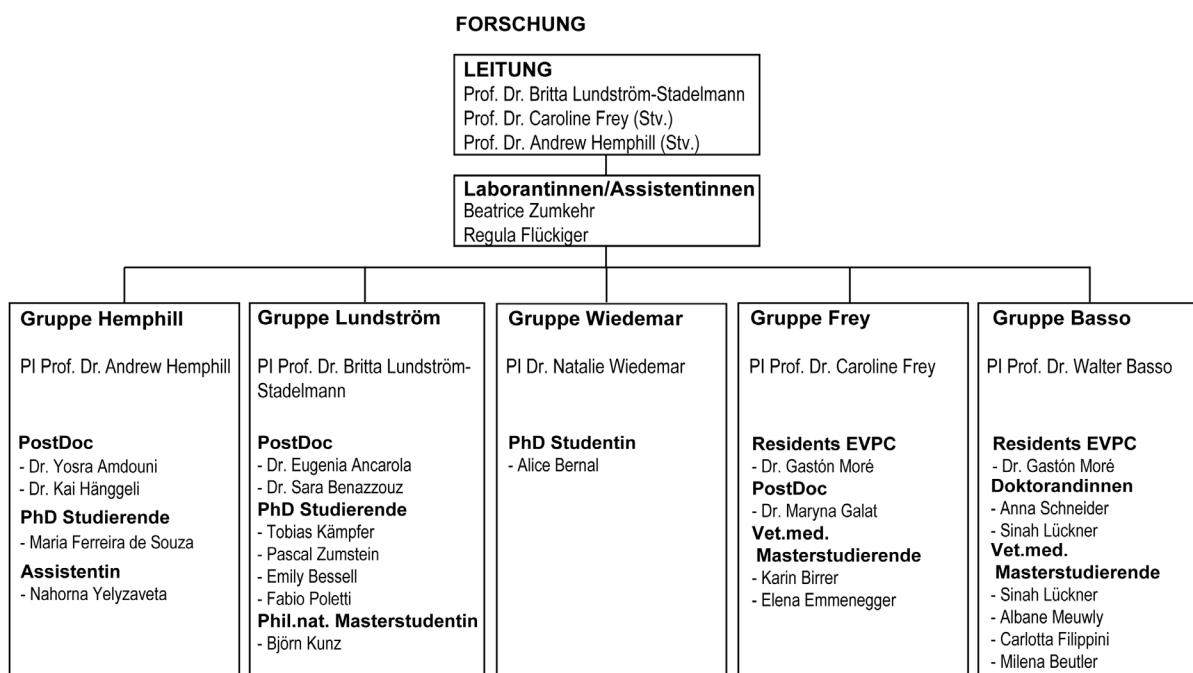 FORSCHUNG
LEITUNG
Prof. Dr. Britta Lundström-Stadelmann
Prof. Dr. Caroline Frey (Stv.)
Prof. Dr. Andrew Hemphill (Stv.)
Laborantinnen/Assistentinnen
Beatrice Zumkehr
Regula Flückiger
Gruppe Hemphill
PI Prof. Dr. Andrew Hemphill
PostDoc
- Dr. Yosra Amdouni
- Dr. Kai Hänggeli
PhD Studierende
- Maria Ferreira de Souza
Assistentin
- Nahorna Yelyzaveta
Gruppe Lundström
PI Prof. Dr. Britta Lundström-
Stadelmann
PostDoc
- Dr. Eugenia Ancarola
- Dr. Sara Benazzouz
PhD Studierende
- Tobias Kämpfer
- Pascal Zumstein
- Emily Bessell
- Fabio Poletti
Phil.nat. Masterstudentin
- Björn Kunz
Gruppe Wiedemar
PI Dr. Natalie Wiedemar
PhD Studentin
- Alice Bernal
Gruppe Frey
PI Prof. Dr. Caroline Frey
Residents EVPC
- Dr. Gastón Moré
PostDoc
- Dr. Maryna Galat
Vet.med.
Masterstudierende
- Karin Birrer
- Elena Emmenegger
Gruppe Basso
PI Prof. Dr. Walter Basso
Residents EVPC
- Dr. Gastón Moré
Doktorandinnen
- Anna Schneider
- Sinah Lückner
Vet.med.
Masterstudierende
- Sinah Lückner
- Albane Meuwly
- Carlotta Filippini
- Milena Beutler